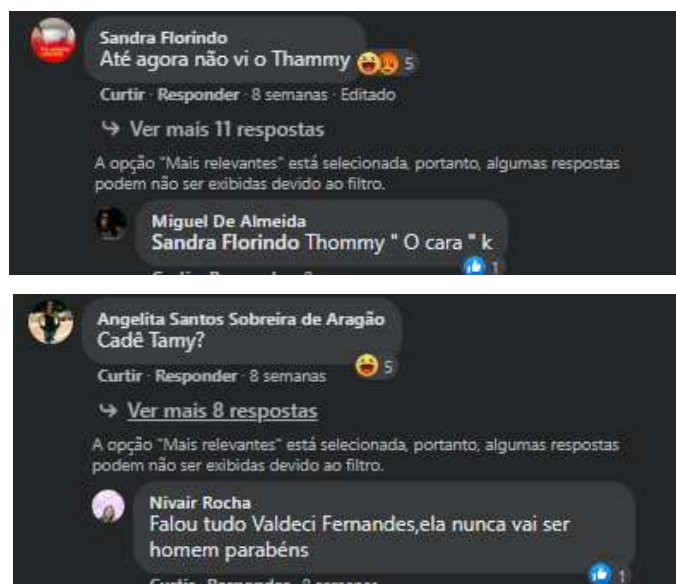 Sandra Florindo
Até agora não vi o Thammy 5
Curtir · Responder · 8 semanas · Editado
Ver mais 11 respostas
A opção "Mais relevantes" está selecionada, portanto, algumas respostas
podem não ser exibidas devido ao filtro.
Miguel De Almeida
Sandra Florindo Thommy " O cara " k
1
Angelita Santos Sobreira de Aragão
Cadê Tamy?
5
Curtir · Responder · 8 semanas
Ver mais 8 respostas
A opção "Mais relevantes" está selecionada, portanto, algumas respostas
podem não ser exibidas devido ao filtro.
Nivair Rocha
Falou tudo Valdeci Fernandes,ela nunca vai ser
homem parabéns
1